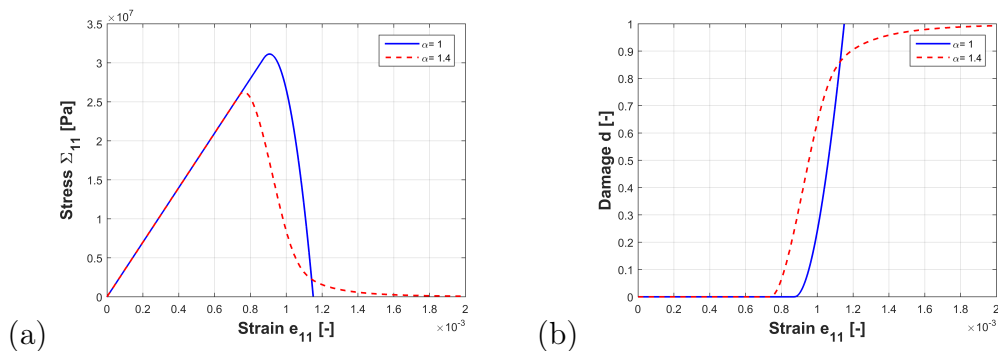 ×10⁷
3.5
3
2.5
2
1.5
1
0.5
0
Stress Σ₁₁ [Pa]
α= 1
α= 1.4
0 0.2 0.4 0.6 0.8 1 1.2 1.4 1.6 1.8 2
Strain e₁₁ [-]
×10⁻³
(a)
1
0.9
0.8
0.7
0.6
0.5
0.4
0.3
0.2
0.1
0
Damage d [-]
α= 1
α= 1.4
0 0.2 0.4 0.6 0.8 1 1.2 1.4 1.6 1.8 2
Strain e₁₁ [-]
×10⁻³
(b)